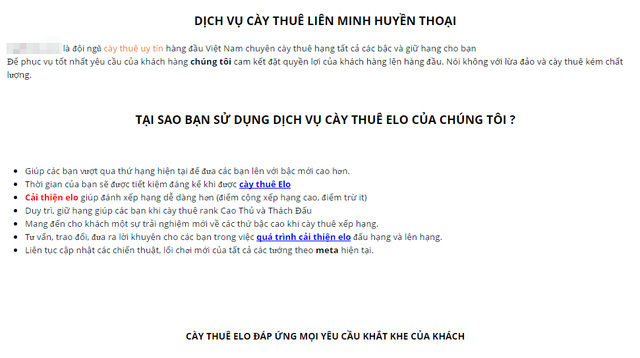 DỊCH VỤ CÀY THUÊ LIÊN MINH HUYỀN THOẠI
là đội ngũ cày thuê uy tín hàng đầu Việt Nam chuyên cày thuê hạng tất cả các bậc và giữ hạng cho bạn
Để phục vụ tốt nhất yêu cầu của khách hàng chúng tôi cam kết đặt quyền lợi của khách hàng lên hàng đầu. Nói không với lừa đảo và cày thuê kém chất
lượng.
TẠI SAO BẠN SỬ DỤNG DỊCH VỤ CÀY THUÊ ELO CỦA CHÚNG TÔI ?
Giúp các bạn vượt qua thứ hạng hiện tại để đưa các bạn lên với bậc mới cao hơn.
Thời gian của bạn sẽ được tiết kiệm đáng kể khi được cày thuê Elo
Cải thiện elo giúp đánh xếp hạng dễ dàng hơn (điểm cộng xếp hạng cao, điểm trừ ít)
Duy trì, giữ hạng giúp các bạn khi cày thuê rank Cao Thủ và Thách Đấu
Mang đến cho khách một sự trải nghiệm mới về các thứ bậc cao khi cày thuê xếp hạng.
Tư vấn, trao đổi, đưa ra lời khuyên cho các bạn trong việc quá trình cải thiện elo đấu hạng và lên hạng.
Liên tục cập nhật các chiến thuật, lối chơi mới của tất cả các tướng theo meta hiện tại.
CÀY THUÊ ELO ĐÁP ỨNG MỌI YÊU CẦU KHẮT KHE CỦA KHÁCH